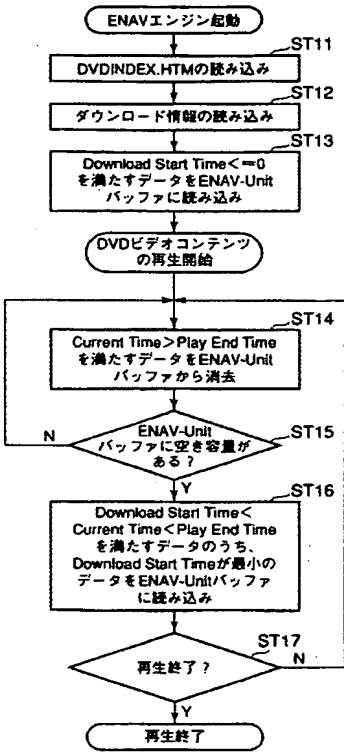 ENAVエンジン起動
ST11
DVDINDEX.HTMの読み込み
ST12
ダウンロード情報の読み込み
ST13
Download Start Time<=0
を満たすデータをENAV-Unit
バッファに読み込み
DVDビデオコンテンツ
の再生開始
ST14
Current Time>Play End Time
を満たすデータをENAV-Unit
バッファから消去
ST15
ENAV-Unit
バッファに空き容量が
ある?
N
Y
ST16
Download Start Time<
Current Time<Play End Time
を満たすデータのうち、
Download Start Timeが最小の
データをENAV-Unitバッファ
に読み込み
ST17
再生終了?
N
Y
再生終了